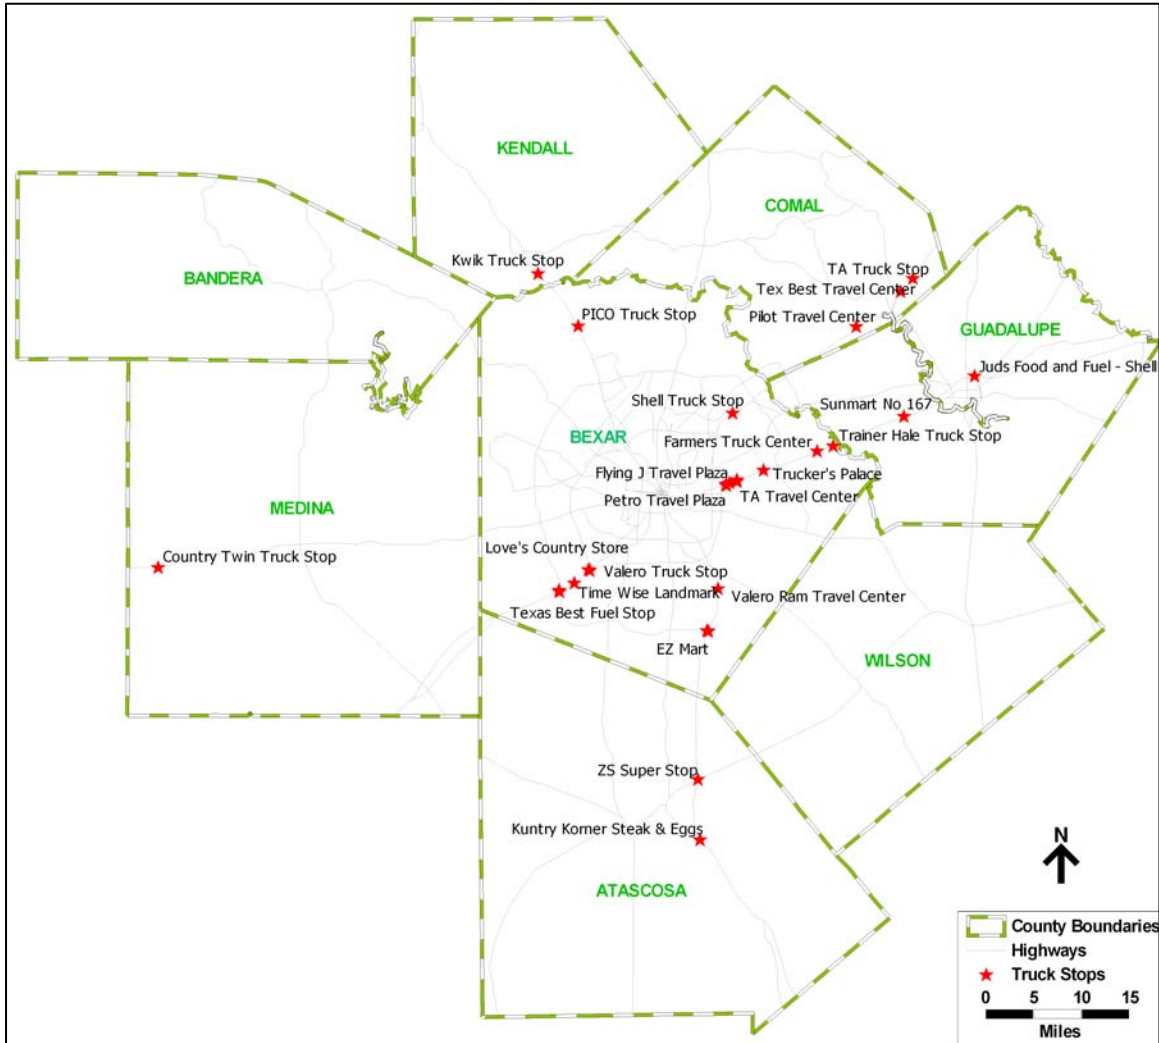 KENDALL
COMAL
Kwik Truck Stop
BANDERA
TA Truck Stop
Tex Best Travel Center
PICO Truck Stop
Pilot Travel Center
GUADALUPE
Juds Food and Fuel - Shell
Shell Truck Stop
Sunmart No 167
BEXAR
Farmers Truck Center
Trainer Hale Truck Stop
Flying J Travel Plaza
Trucker's Palace
Petro Travel Plaza
TA Travel Center
MEDINA
Country Twin Truck Stop
Love's Country Store
Valero Truck Stop
Time Wise Landmark
Valero Ram Travel Center
Texas Best Fuel Stop
EZ Mart
WILSON
ZS Super Stop
Kuntry Korner Steak & Eggs
ATASCOSA
N
County Boundaries
Highways
Truck Stops
0 5 10 15
Miles